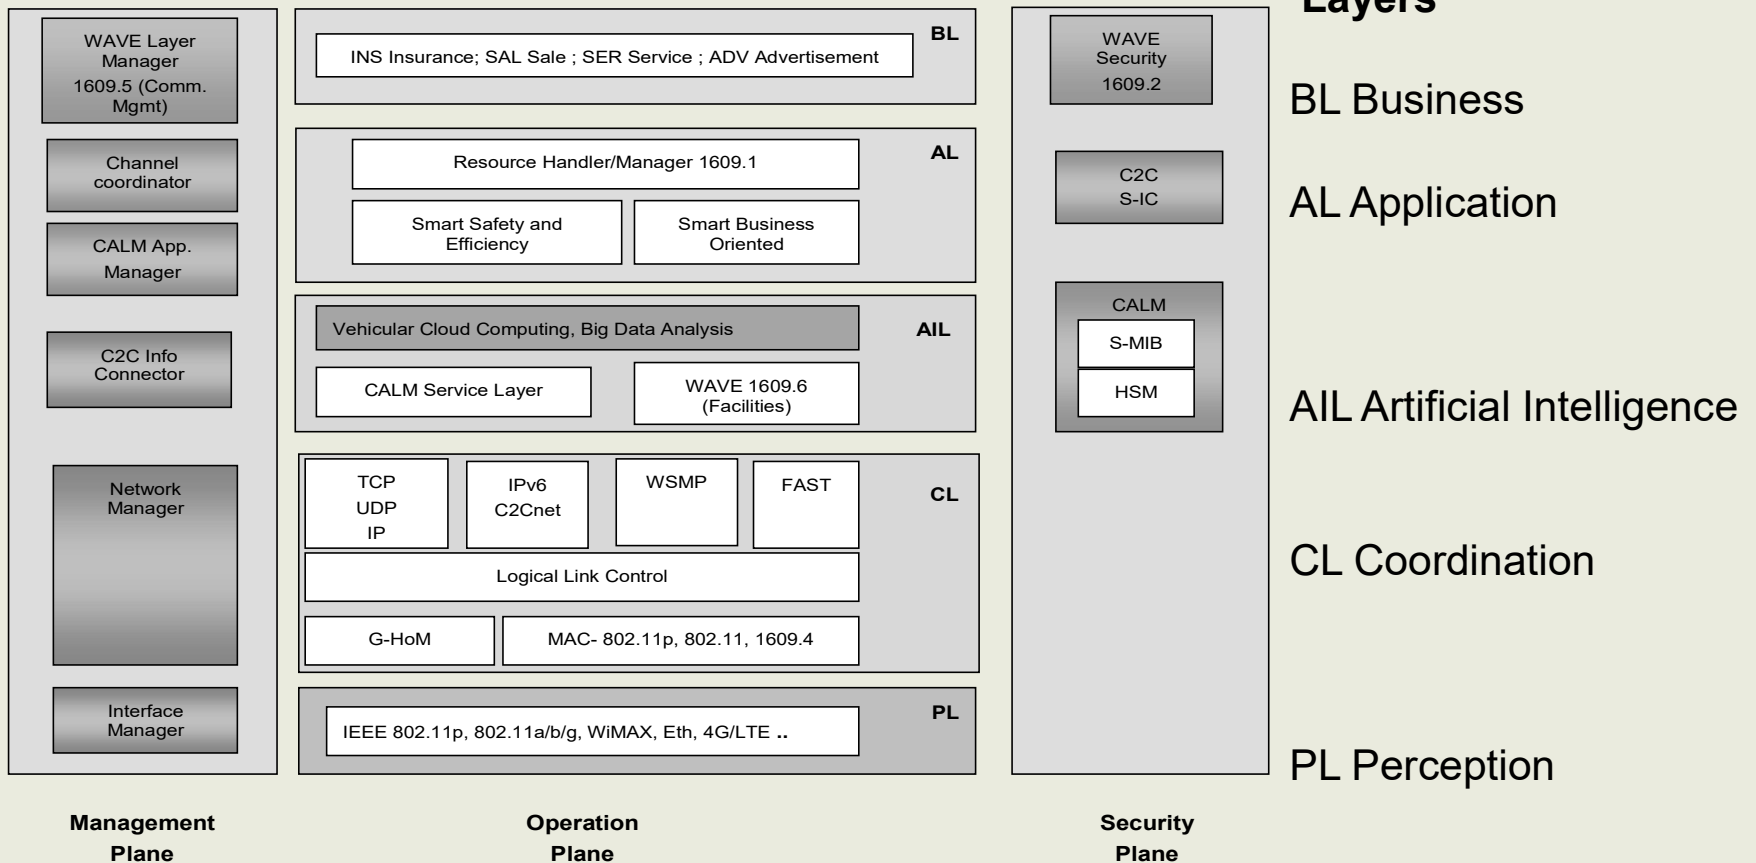 Layers
WAVE Layer
Manager
1609.5 (Comm.
Mgmt)
Channel
coordinator
CALM App.
Manager
C2C Info
Connector
Network
Manager
Interface
Manager
Management
Plane
BL
INS Insurance; SAL Sale ; SER Service ; ADV Advertisement
AL
Resource Handler/Manager 1609.1
Smart Safety and
Efficiency
Smart Business
Oriented
AIL
Vehicular Cloud Computing, Big Data Analysis
CALM Service Layer
WAVE 1609.6
(Facilities)
CL
TCP
UDP
IP
IPv6
C2Cnet
WSMP
FAST
Logical Link Control
G-HoM
MAC- 802.11p, 802.11, 1609.4
PL
IEEE 802.11p, 802.11a/b/g, WiMAX, Eth, 4G/LTE ..
Operation
Plane
WAVE
Security
1609.2
C2C
S-IC
CALM
S-MIB
HSM
Security
Plane
BL Business
AL Application
AIL Artificial Intelligence
CL Coordination
PL Perception